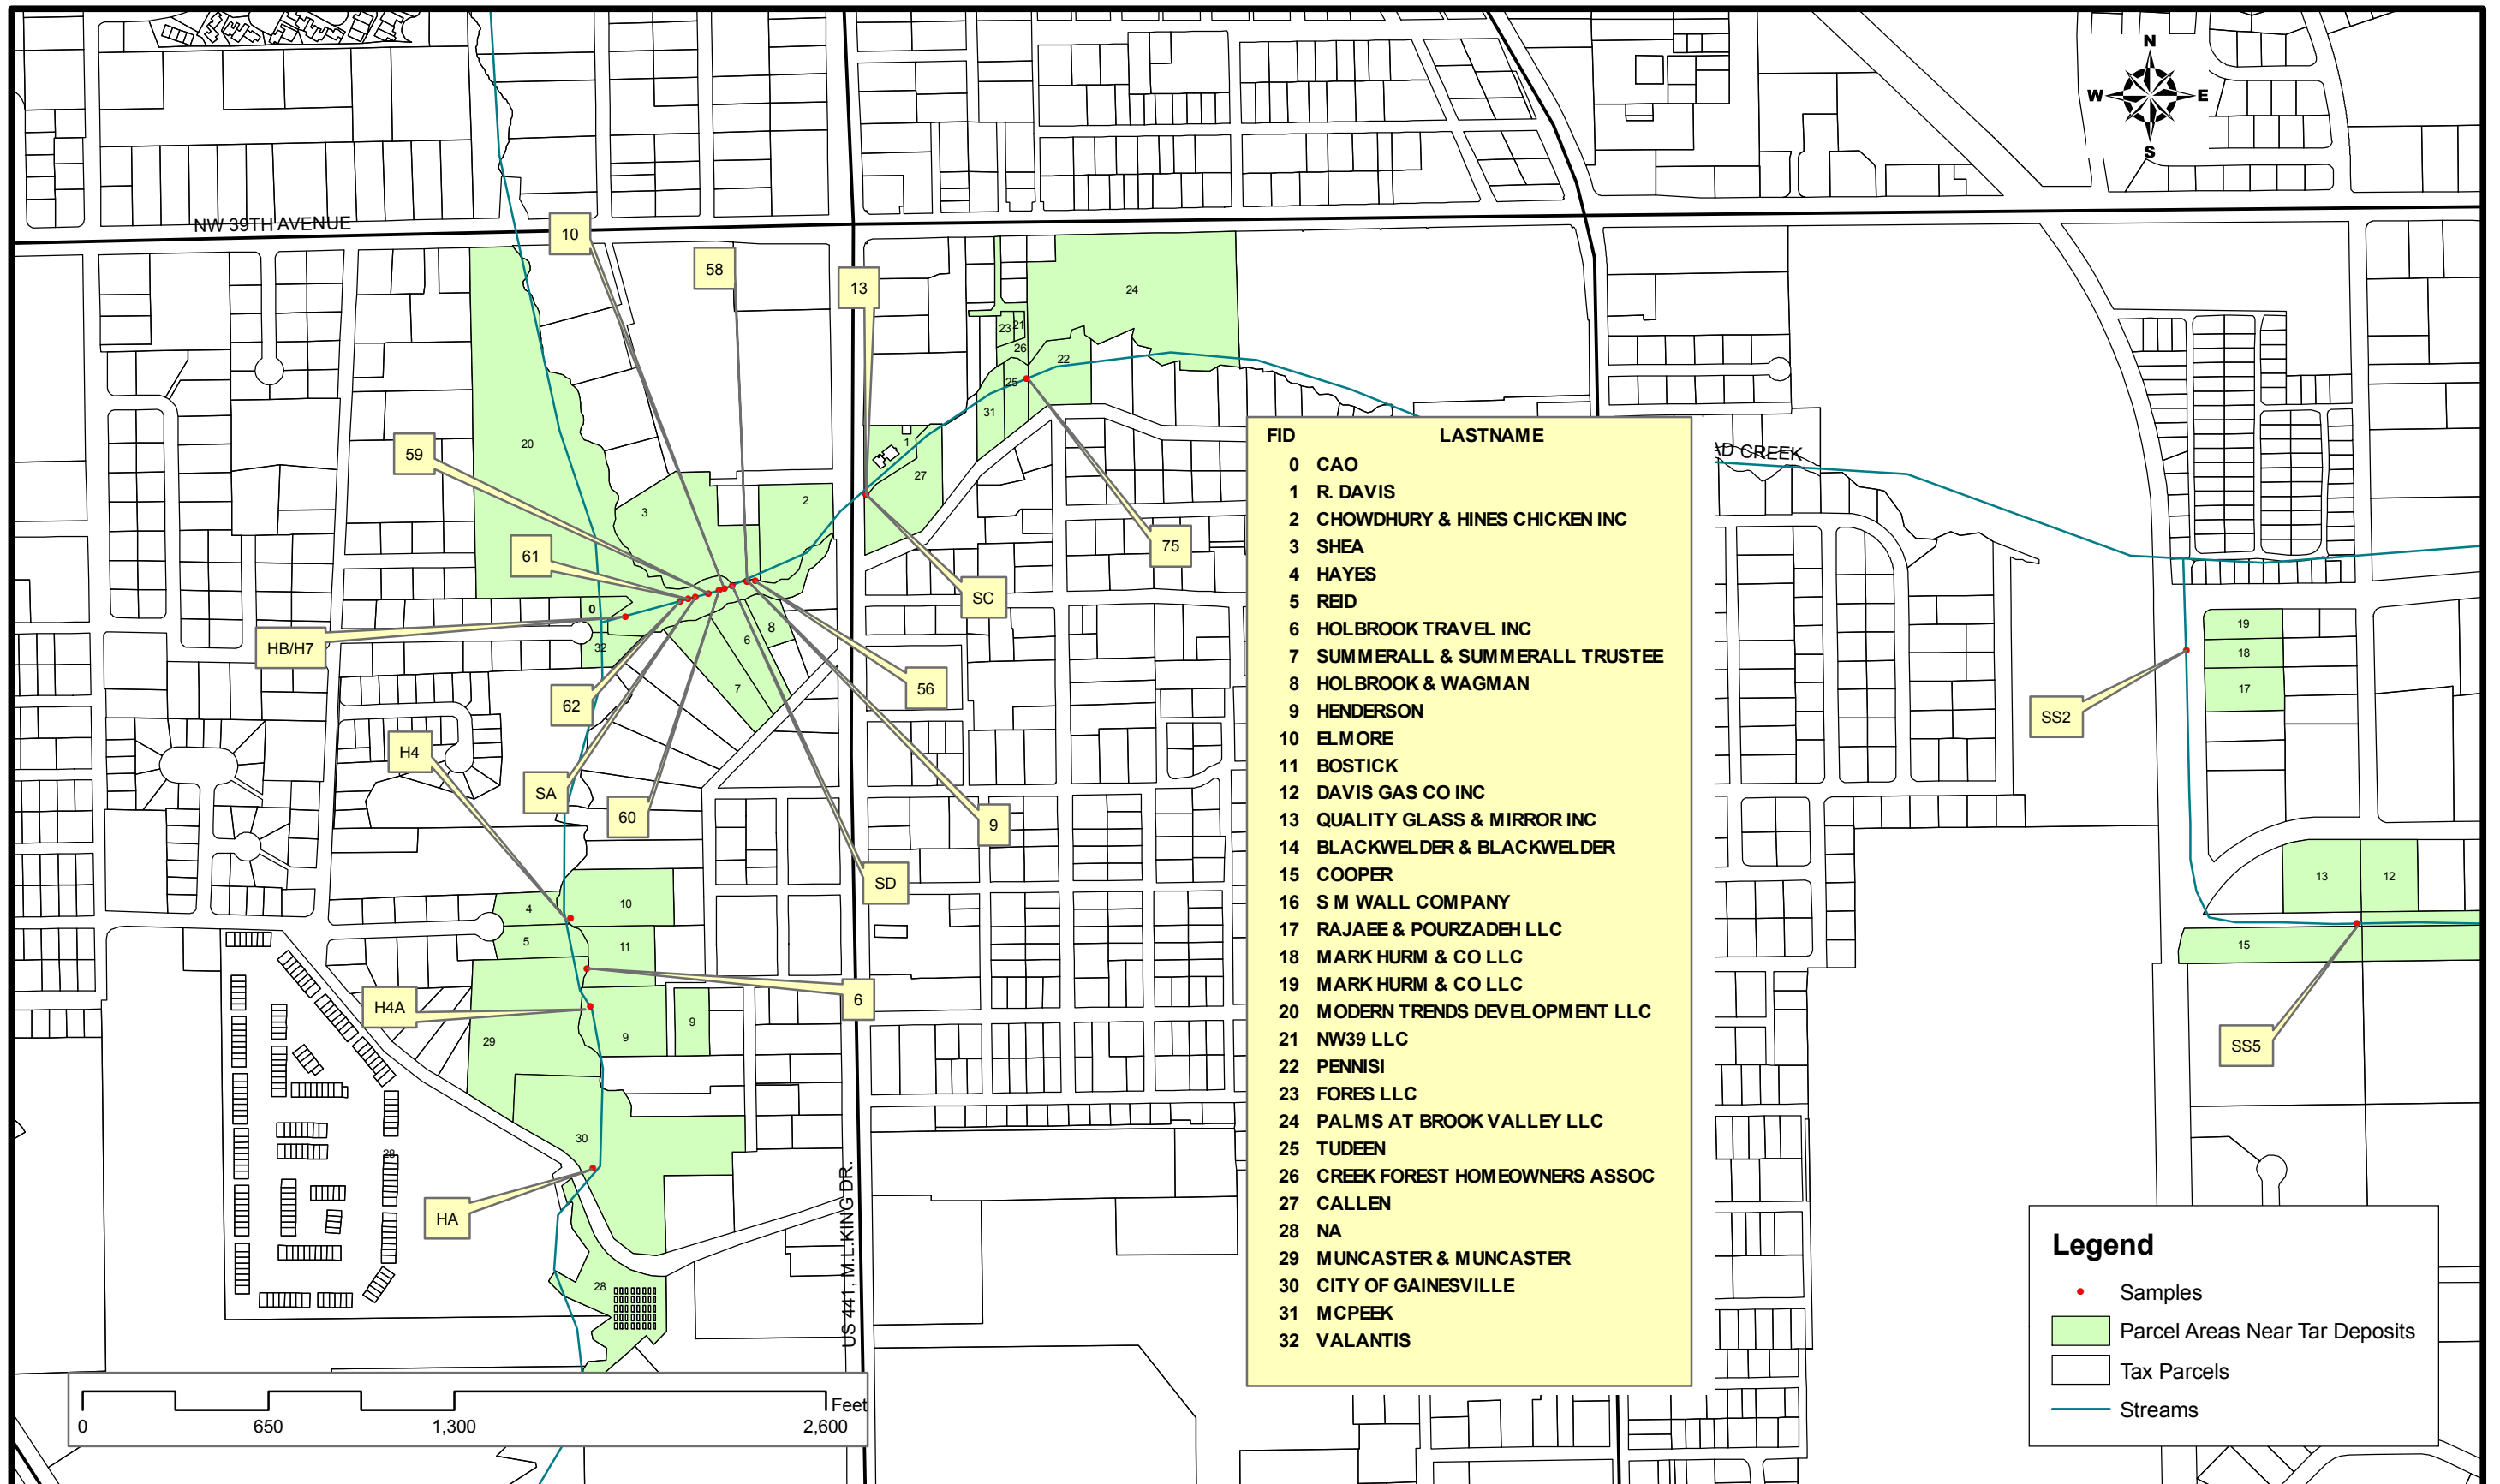 N
W E
S
NW 39TH AVENUE
10
58
13
24
23 21
26
22
25
31
1
27
20
59
3
2
61
75
0
SC
HB/H7
32
8
6
7
62
56
H4
SA
60
9
SD
4
10
5
11
6
H4A
9
9
29
30
28
HA
28
US 441, M.L.KING DR.
AD CREEK
19
18
17
SS2
13
12
15
SS5
FID LASTNAME
0 CAO
1 R. DAVIS
2 CHOWDHURY & HINES CHICKEN INC
3 SHEA
4 HAYES
5 REID
6 HOLBROOK TRAVEL INC
7 SUMMERALL & SUMMERALL TRUSTEE
8 HOLBROOK & WAGMAN
9 HENDERSON
10 ELMORE
11 BOSTICK
12 DAVIS GAS CO INC
13 QUALITY GLASS & MIRROR INC
14 BLACKWELDER & BLACKWELDER
15 COOPER
16 S M WALL COMPANY
17 RAJAEE & POURZADEH LLC
18 MARK HURM & CO LLC
19 MARK HURM & CO LLC
20 MODERN TRENDS DEVELOPMENT LLC
21 NW39 LLC
22 PENNISI
23 FORES LLC
24 PALMS AT BROOK VALLEY LLC
25 TUDEEN
26 CREEK FOREST HOMEOWNERS ASSOC
27 CALLEN
28 NA
29 MUNCASTER & MUNCASTER
30 CITY OF GAINESVILLE
31 MCPEEK
32 VALANTIS
Legend
Samples
Parcel Areas Near Tar Deposits
Tax Parcels
Streams
Feet
0 650 1,300 2,600